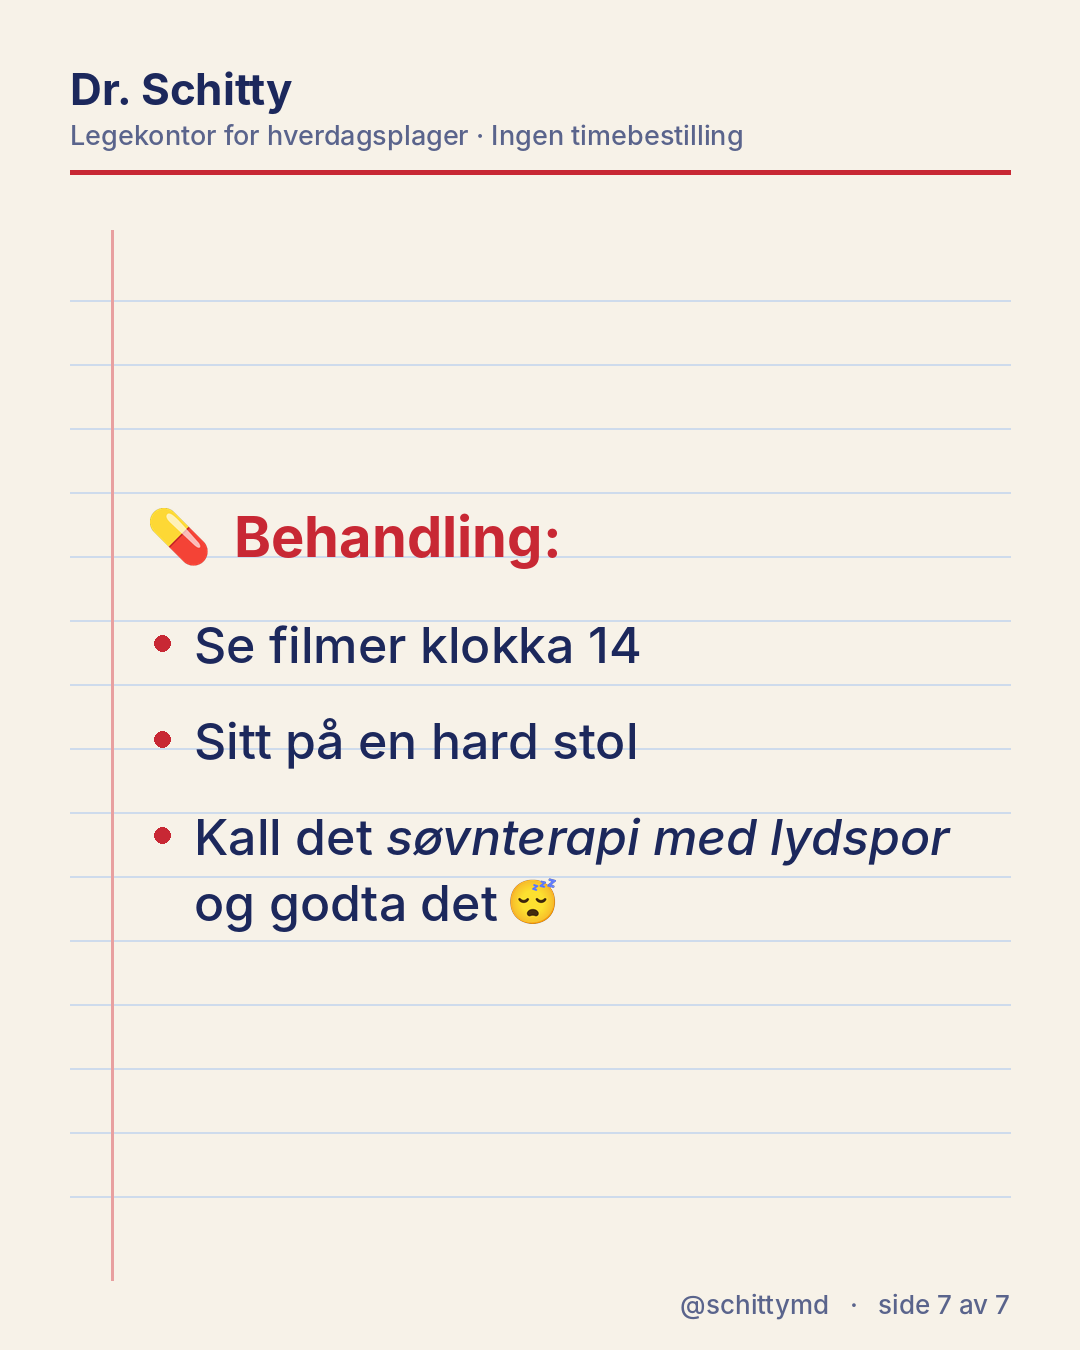 Dr. Schitty
Legekontor for hverdagsplager · Ingen timebestilling
💊 Behandling:
• Se filmer klokka 14
• Sitt på en hard stol
• Kall det søvnterapi med lydspor
og godta det 😴
@schittymd · side 7 av 7